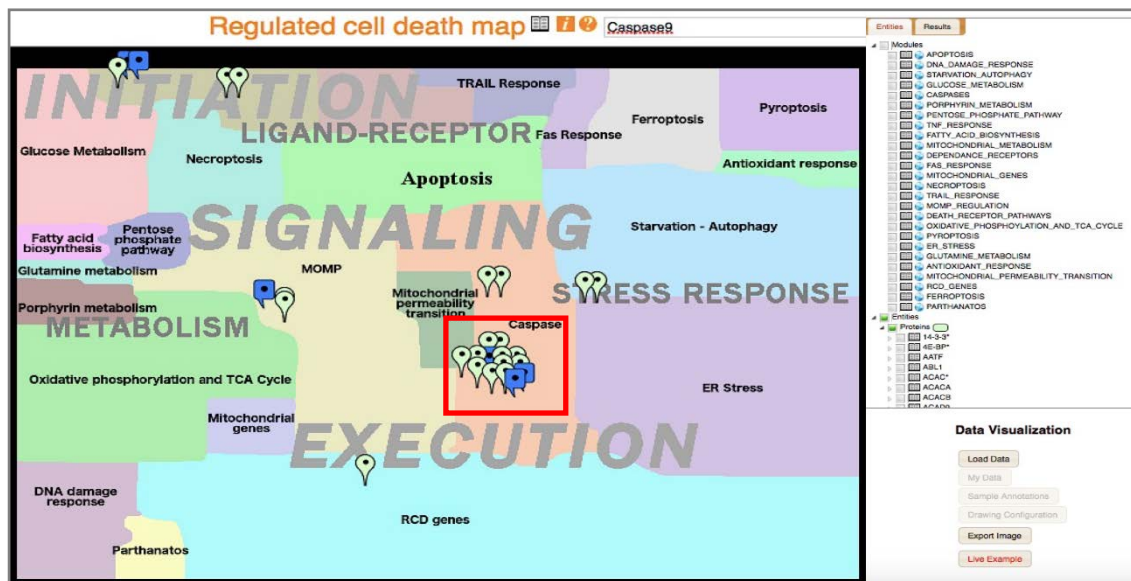 Regulated cell death map
Caspase9
INITIATION
LIGAND-RECEPTOR
TRAIL Response
Fas Response
Ferroptosis
Pyroptosis
Glucose Metabolism
Necroptosis
Apoptosis
Antioxidant response
SIGNALING
Fatty acid
biosynthesis
Pentose
phosphate
pathway
Starvation - Autophagy
Glutamine metabolism
MOMP
Porphyrin metabolism
Mitochondrial
permeability
transition
STRESS RESPONSE
METABOLISM
Caspase
Oxidative phosphorylation and TCA Cycle
ER Stress
Mitochondrial
genes
EXECUTION
DNA damage
response
RCD genes
Parthanatos
Entities
Results
Modules
APOPTOSIS
DNA_DAMAGE_RESPONSE
STARVATION_AUTOPHAGY
GLUCOSE_METABOLISM
CASPASES
PORPHYRIN_METABOLISM
PENTOSE_PHOSPHATE_PATHWAY
TNF_RESPONSE
FATTY_ACID_BIOSYNTHESIS
MITOCHONDRIAL_METABOLISM
DEPENDANCE_RECEPTORS
FAS_RESPONSE
MITOCHONDRIAL_GENES
NECROPTOSIS
TRAIL_RESPONSE
MOMP_REGULATION
DEATH_RECEPTOR_PATHWAYS
OXIDATIVE_PHOSPHOYLATION_AND_TCA_CYCLE
PYROPTOSIS
ER_STRESS
GLUTAMINE_METABOLISM
ANTIOXIDANT_RESPONSE
MITOCHONDRIAL_PERMEABILITY_TRANSITION
RCD_GENES
FERROPTOSIS
PARTHANATOS
Entities
Proteins
14-3-3*
4E-BP*
AATF
ABL1
ACAC*
ACACA
ACACB
Data Visualization
Load Data
My Data
Sample Annotations
Drawing Configuration
Export Image
Live Example